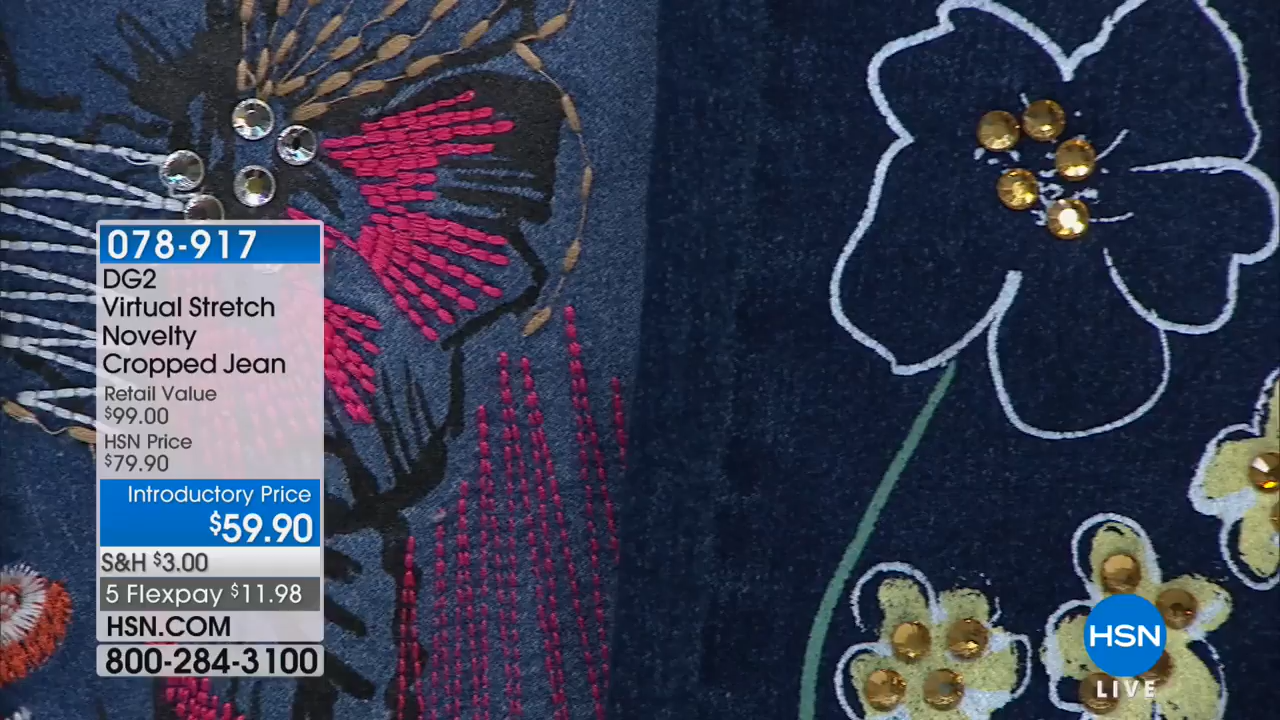 078-917
DG2
Virtual Stretch
Novelty
Cropped Jean
Retail Value
$99.00
HSN Price
$79.90
Introductory Price
$59.90
S&H $3.00
5 Flexpay $11.98
HSN.COM
800-284-3100
HSN
LIVE